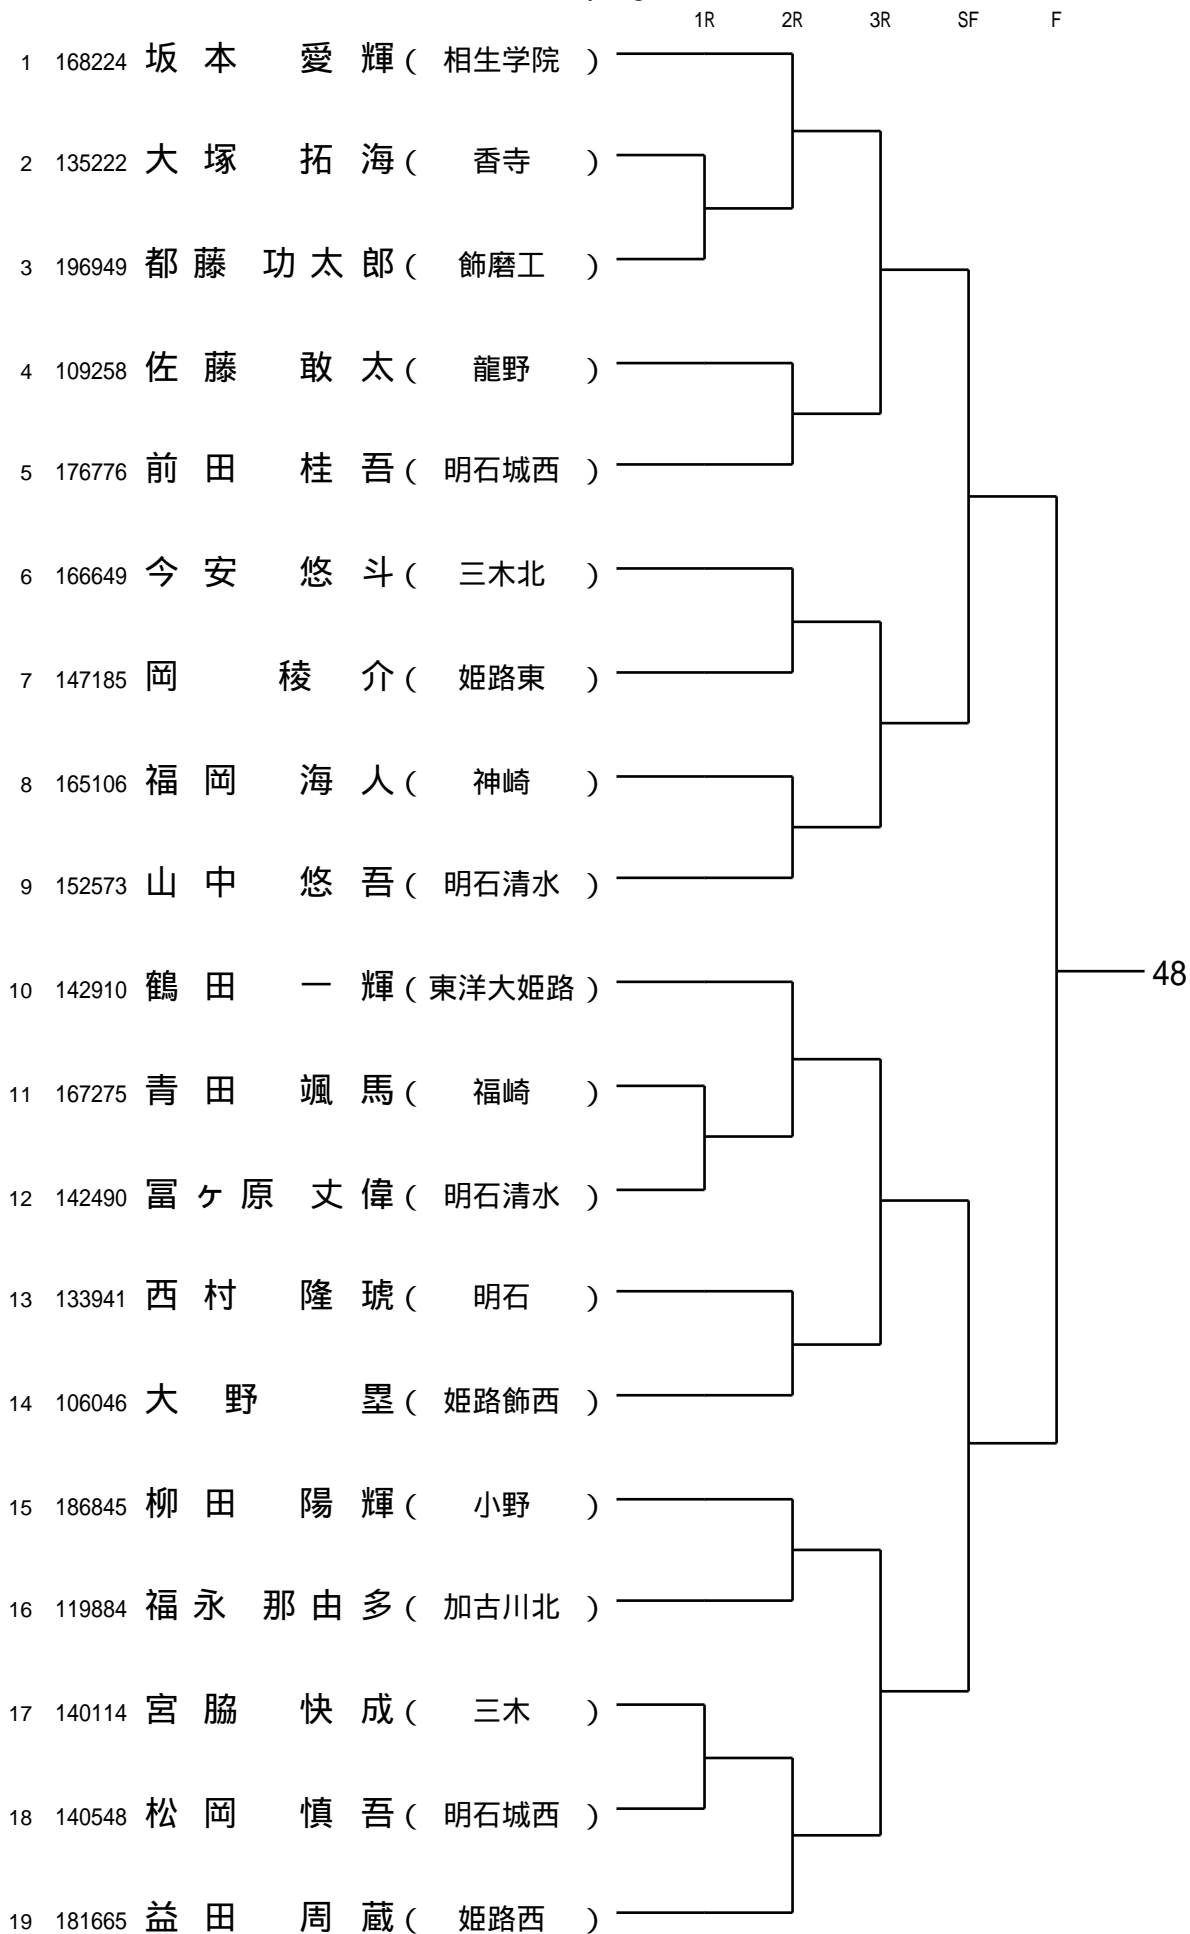 1R 2R 3R SF F
1 168224 坂本 愛輝 ( 相生学院 )
2 135222 大塚 拓海 ( 香寺 )
3 196949 都藤 功太郎 ( 飾磨工 )
4 109258 佐藤 敢太 ( 龍野 )
5 176776 前田 桂吾 ( 明石城西 )
6 166649 今安 悠斗 ( 三木北 )
7 147185 岡 稜介 ( 姫路東 )
8 165106 福岡 海人 ( 神崎 )
9 152573 山中 悠吾 ( 明石清水 )
48
10 142910 鶴田 一輝 ( 東洋大姫路 )
11 167275 青田 颯馬 ( 福崎 )
12 142490 冨ヶ原 丈偉 ( 明石清水 )
13 133941 西村 隆琥 ( 明石 )
14 106046 大野 塁 ( 姫路飾西 )
15 186845 柳田 陽輝 ( 小野 )
16 119884 福永 那由多 ( 加古川北 )
17 140114 宮脇 快成 ( 三木 )
18 140548 松岡 慎吾 ( 明石城西 )
19 181665 益田 周蔵 ( 姫路西 )